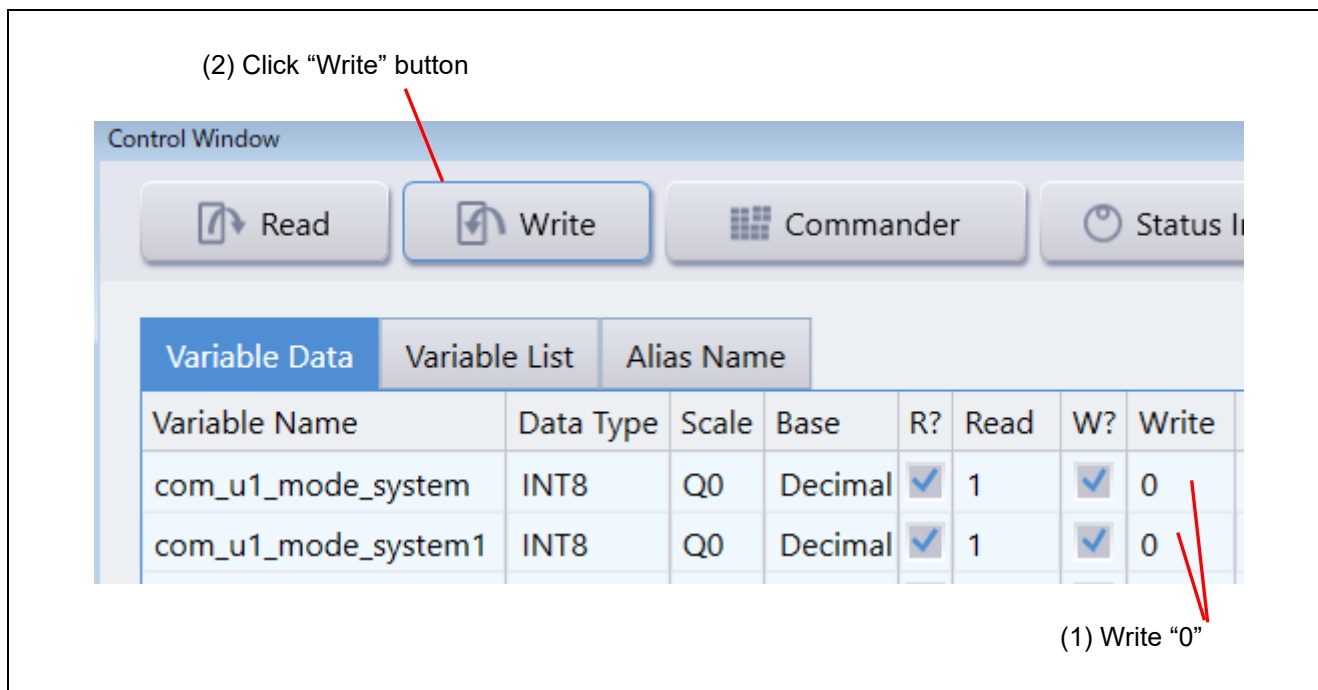 (2) Click “Write” button
Control Window
Read Write Commander Status
Variable Data Variable List Alias Name
Variable Name Data Type Scale Base R? Read W? Write
com_u1_mode_system INT8 Q0 Decimal 1 0
com_u1_mode_system1 INT8 Q0 Decimal 1 0
(1) Write “0”